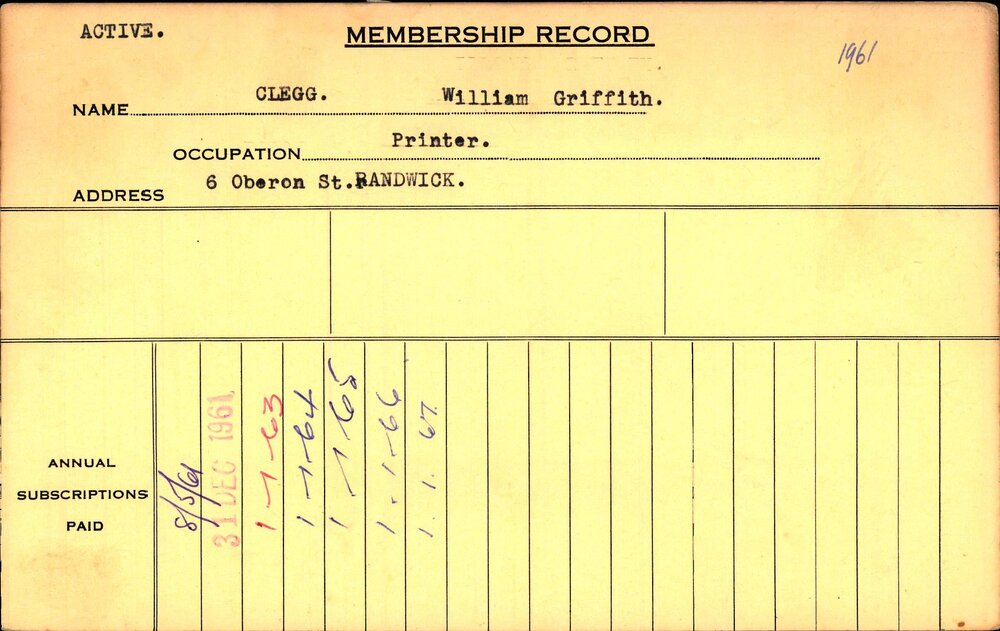 ACTIVE.
MEMBERSHIP RECORD
1961
NAME CLEGG. William Griffith.
OCCUPATION Printer.
ADDRESS 6 Oberon St.RANDWICK.
ANNUAL
SUBSCRIPTIONS
PAID
8/5/61
31 DEC 1961
1-1-63
1-1-64
1-1-65
1-1-66
1.1.67.